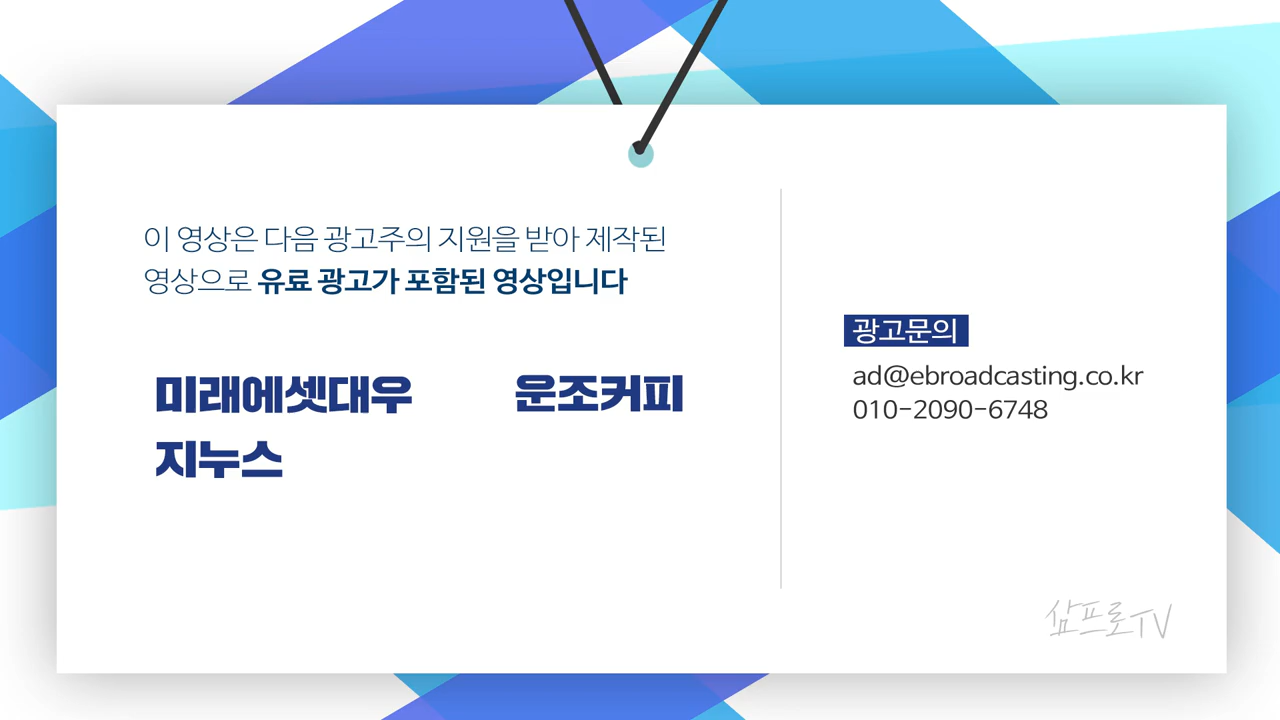 이 영상은 다음 광고주의 지원을 받아 제작된
영상으로 유료 광고가 포함된 영상입니다
미래에셋대우
운조커피
지누스
광고문의
ad@ebroadcasting.co.kr
010-2090-6748
삼프로TV